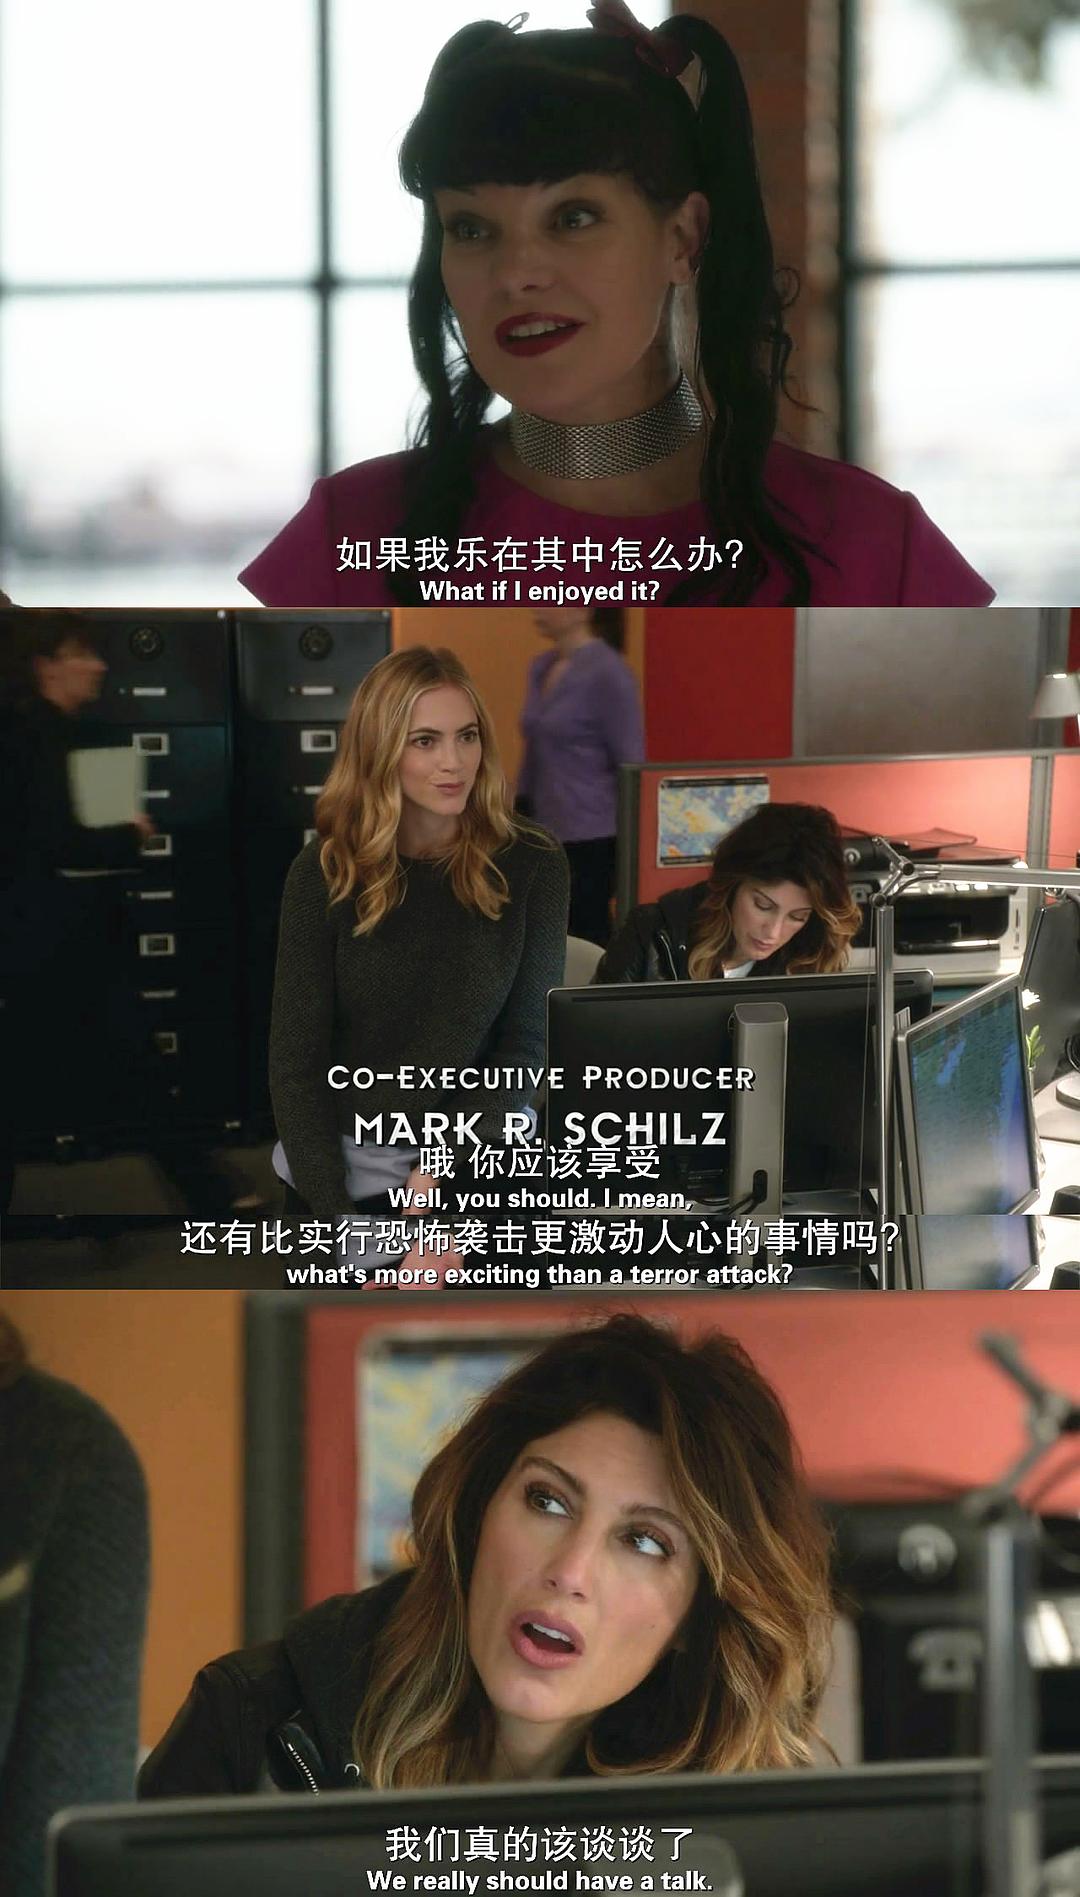 如果我乐在其中怎么办?
What if I enjoyed it?
CO-EXECUTIVE PRODUCER
MARK R. SCHILZ
哦 你应该享受
Well, you should. I mean,
还有比实行恐怖袭击更激动人心的事情吗?
what's more exciting than a terror attack?
我们真的该谈谈了
We really should have a talk.